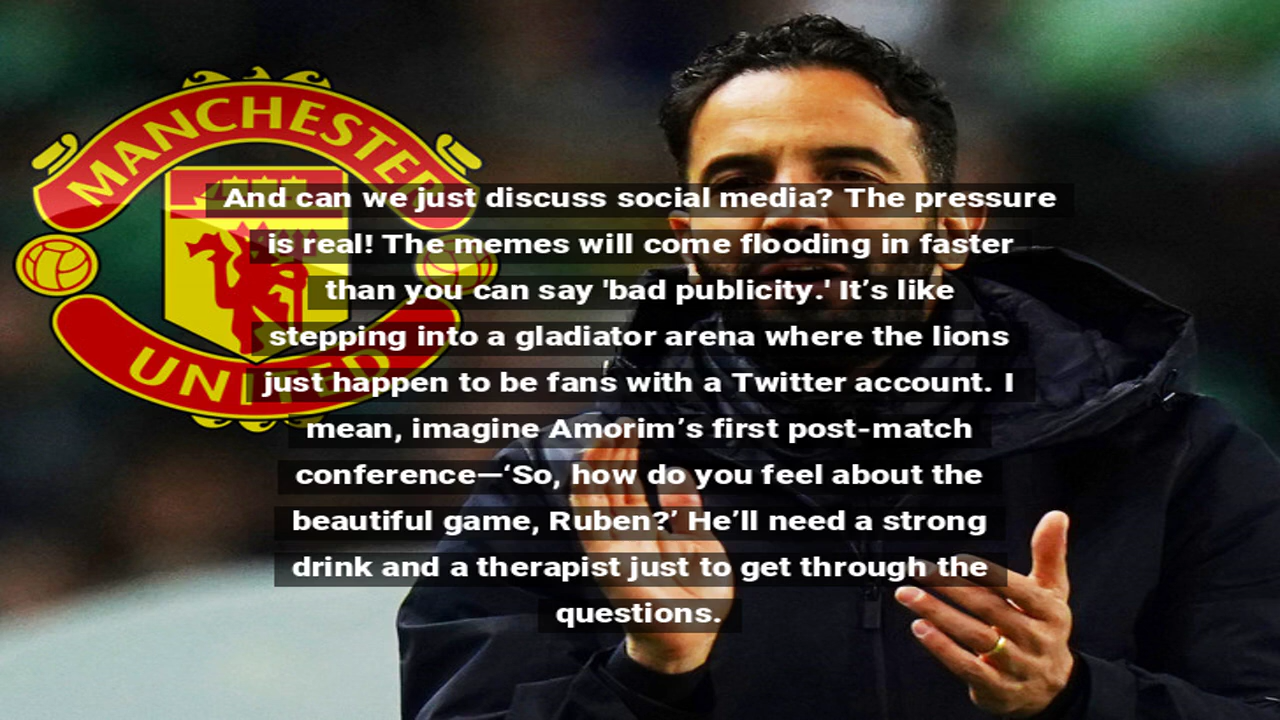 MANCHESTER
UNITED
And can we just discuss social media? The pressure
is real! The memes will come flooding in faster
than you can say 'bad publicity.' It’s like
stepping into a gladiator arena where the lions
just happen to be fans with a Twitter account. I
mean, imagine Amorim’s first post-match
conference—‘So, how do you feel about the
beautiful game, Ruben?’ He’ll need a strong
drink and a therapist just to get through the
questions.